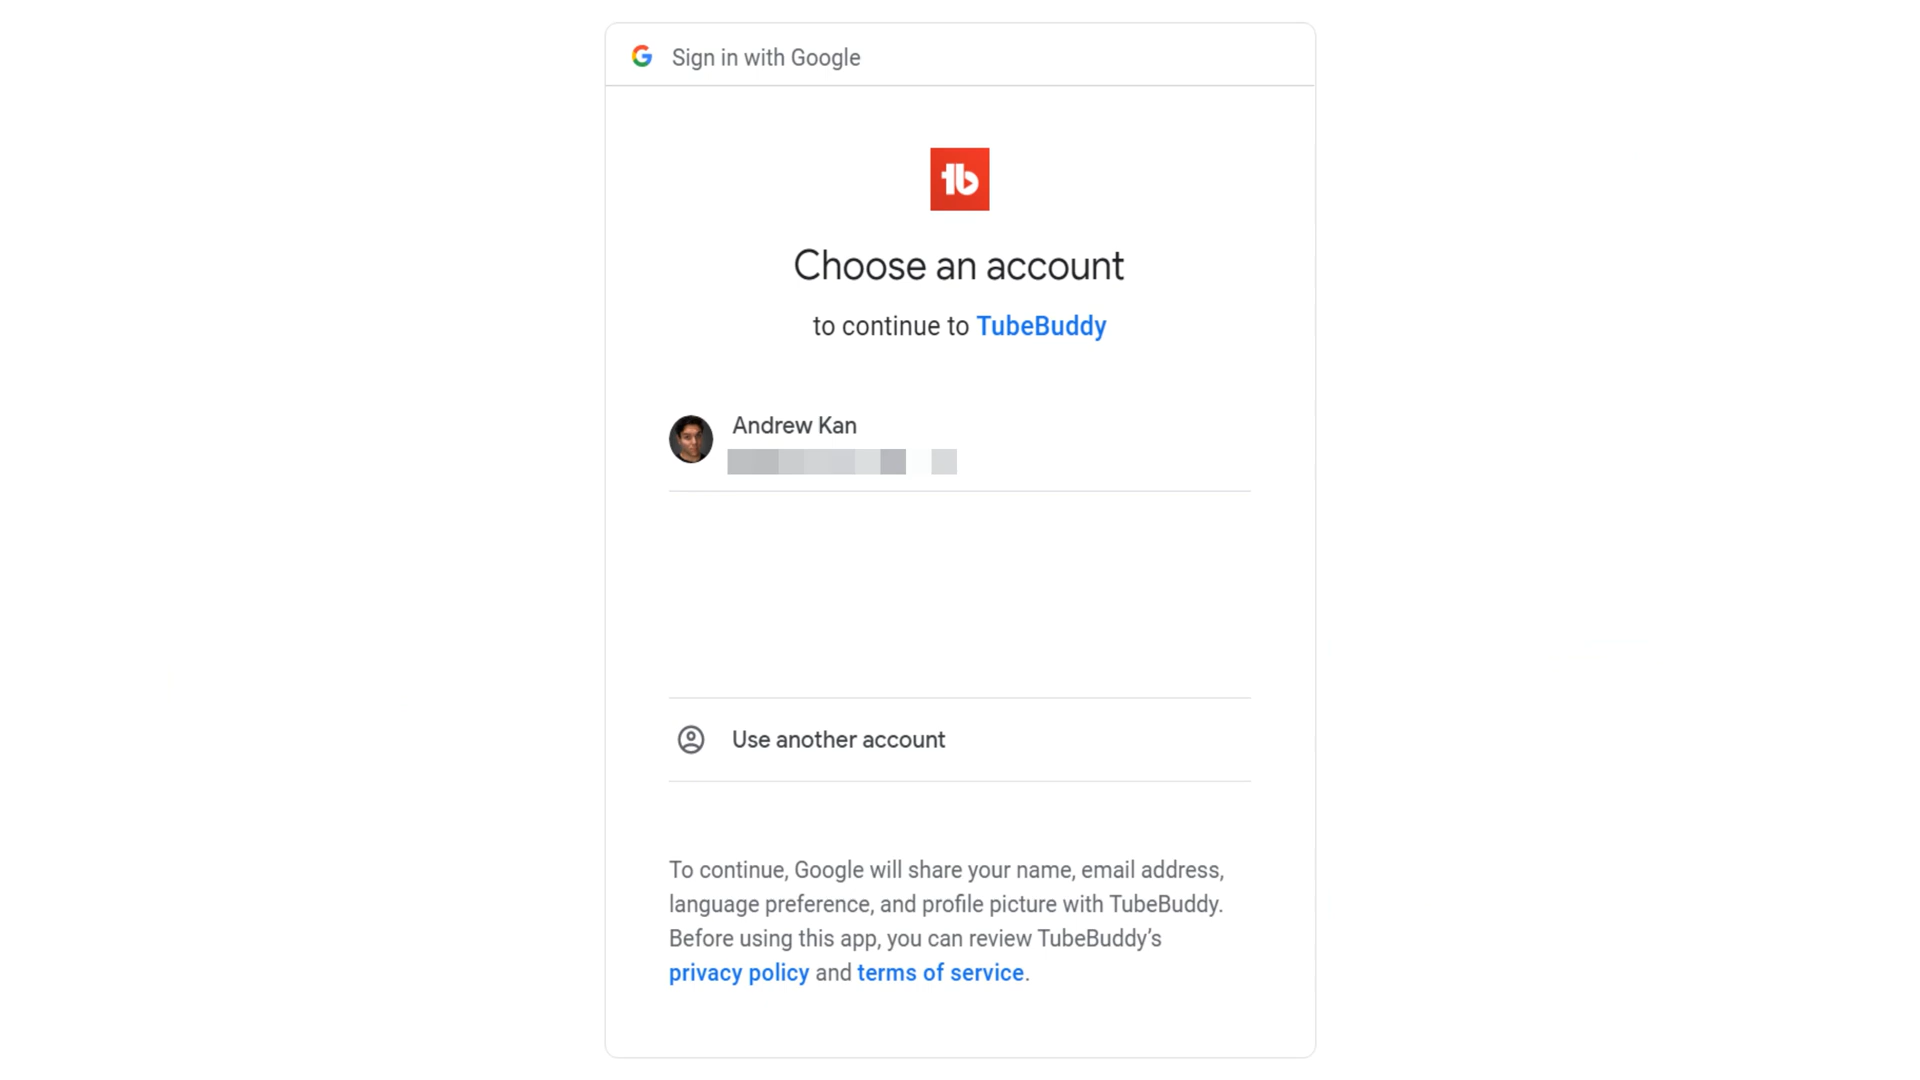 Sign in with Google
tb
Choose an account
to continue to TubeBuddy
Andrew Kan
Use another account
To continue, Google will share your name, email address,
language preference, and profile picture with TubeBuddy.
Before using this app, you can review TubeBuddy’s
privacy policy and terms of service.